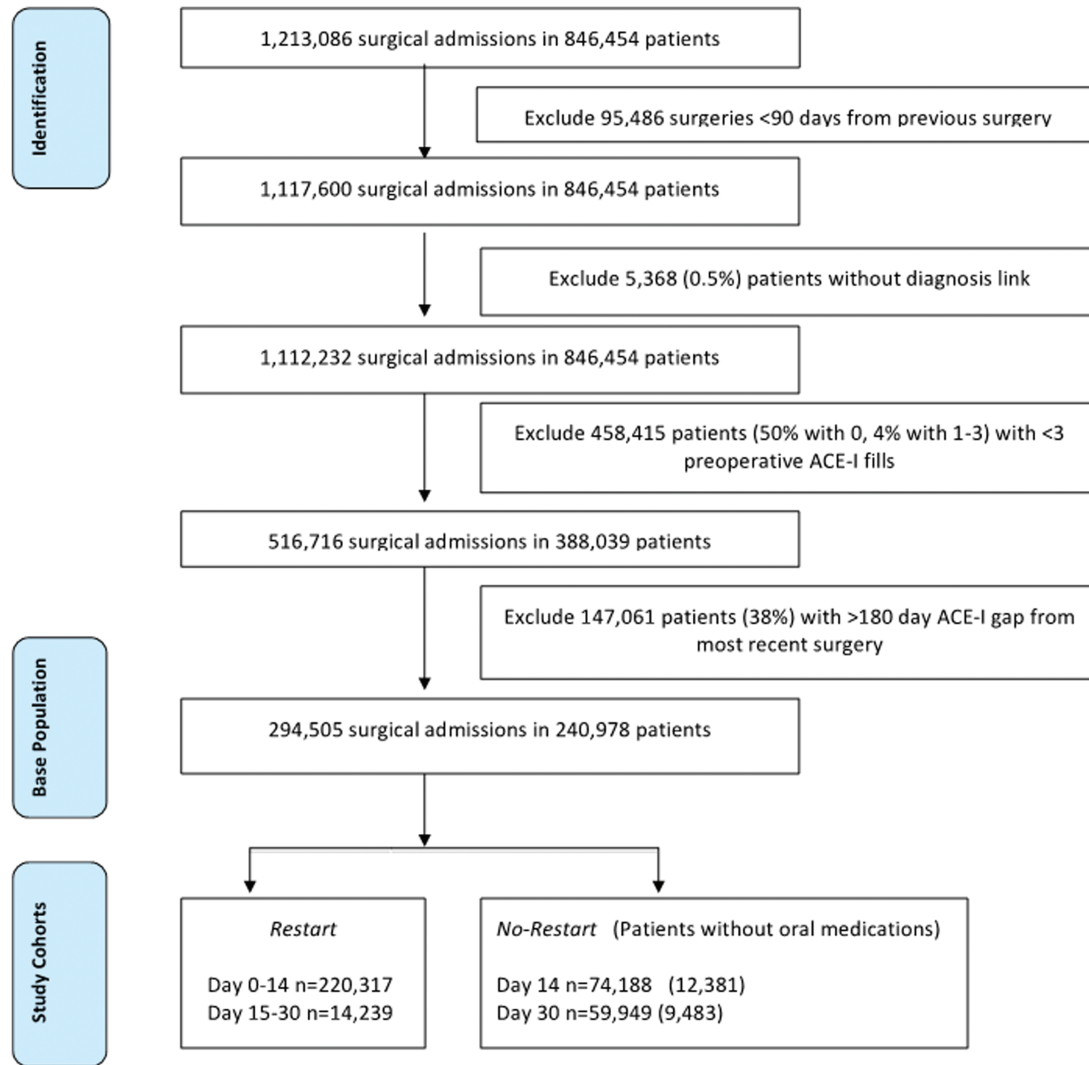 Identification
1,213,086 surgical admissions in 846,454 patients
Exclude 95,486 surgeries <90 days from previous surgery
1,117,600 surgical admissions in 846,454 patients
Exclude 5,368 (0.5%) patients without diagnosis link
1,112,232 surgical admissions in 846,454 patients
Exclude 458,415 patients (50% with 0, 4% with 1-3) with <3
preoperative ACE-I fills
516,716 surgical admissions in 388,039 patients
Exclude 147,061 patients (38%) with >180 day ACE-I gap from
most recent surgery
Base Population
294,505 surgical admissions in 240,978 patients
Study Cohorts
Restart
Day 0-14 n=220,317
Day 15-30 n=14,239
No-Restart (Patients without oral medications)
Day 14 n=74,188 (12,381)
Day 30 n=59,949 (9,483)